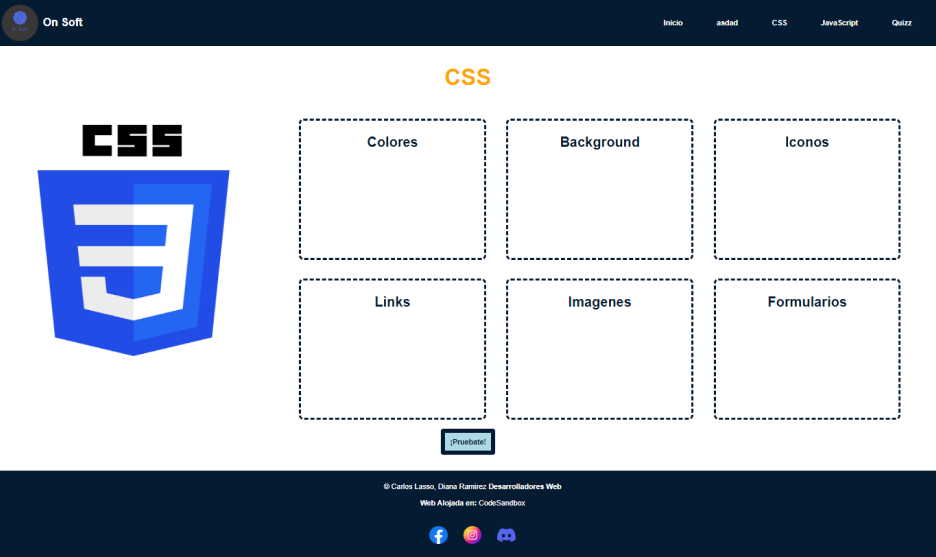 On Soft
Inicio asdad CSS JavaScript Quizz
CSS
CSS
Colores Background Iconos
Links Imagenes Formularios
¡Pruebate!
© Carlos Lasso, Diana Ramirez Desarrolladores Web
Web Alojada en: CodeSandbox